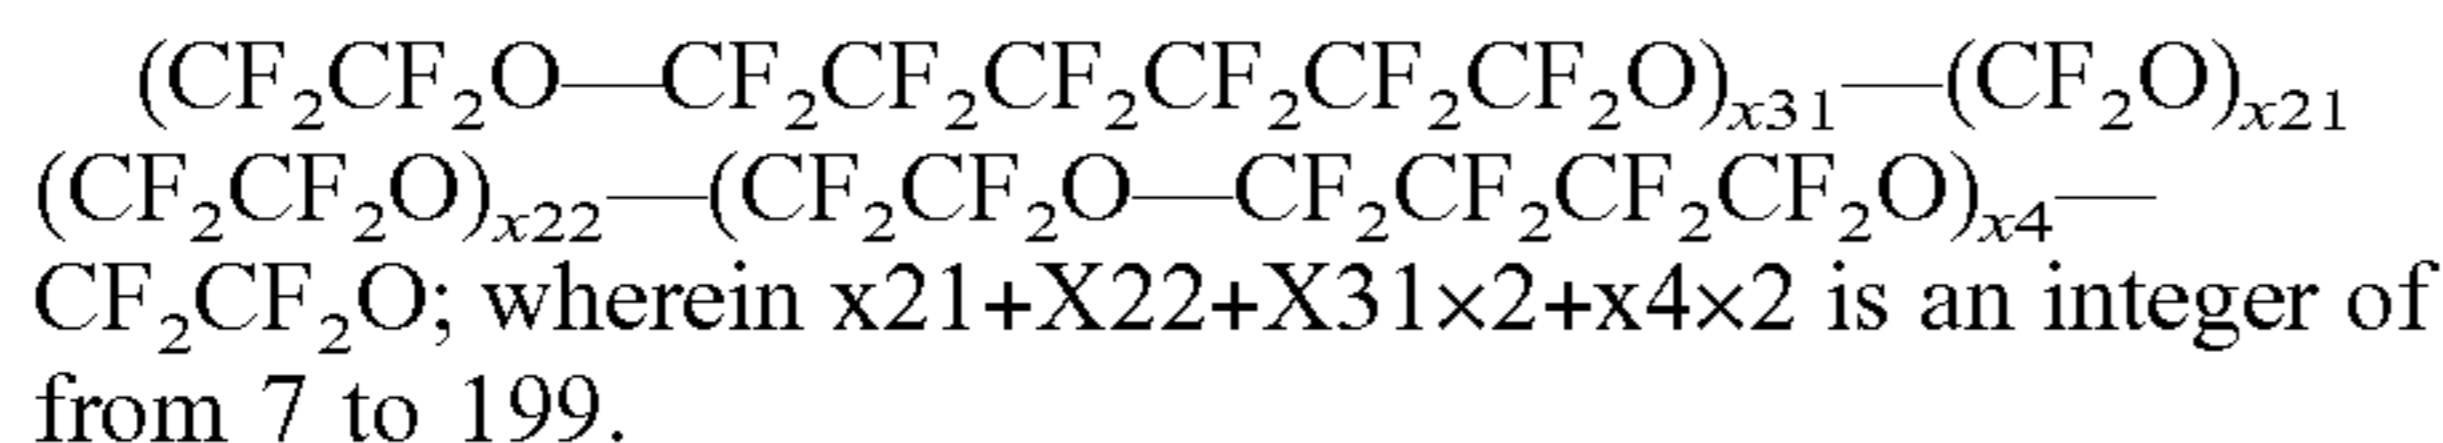 (CF₂CF₂O—CF₂CF₂CF₂CF₂CF₂CF₂O)ₓ₃₁—(CF₂O)ₓ₂₁
(CF₂CF₂O)ₓ₂₂—(CF₂CF₂O—CF₂CF₂CF₂CF₂O)ₓ₄—
CF₂CF₂O; wherein x21+X22+X31×2+x4×2 is an integer of
from 7 to 199.